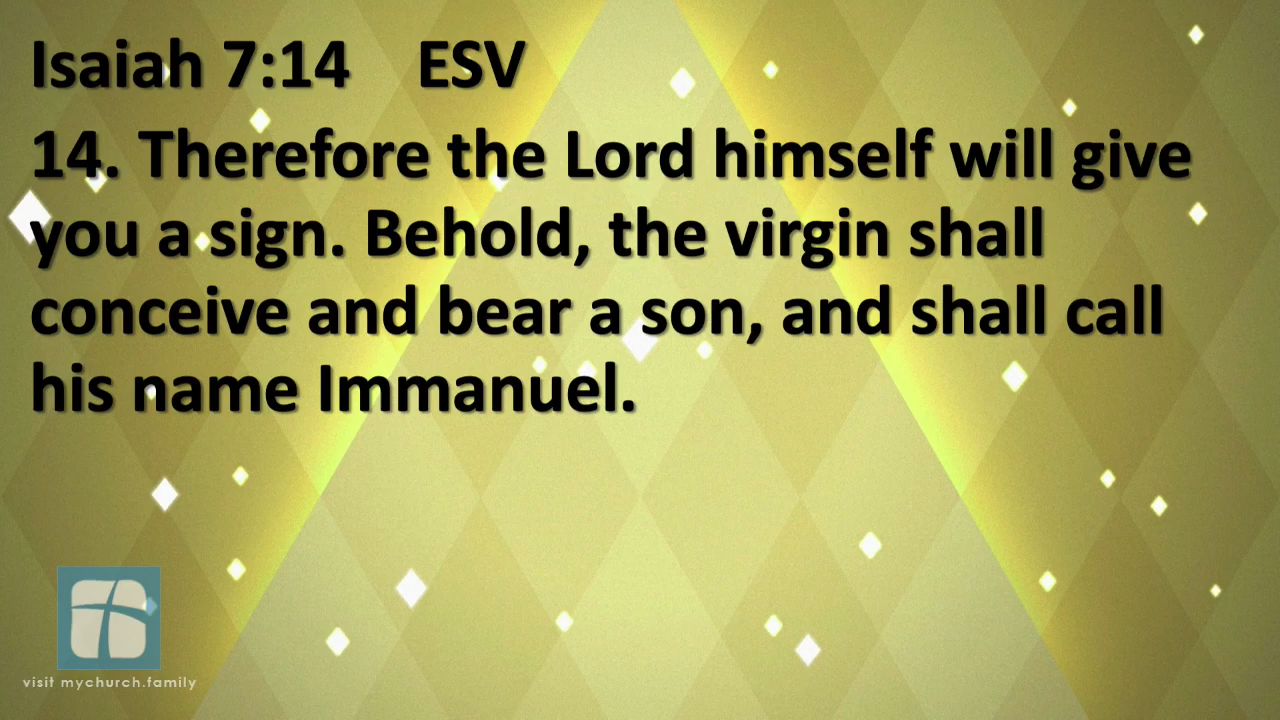 Isaiah 7:14 ESV
14. Therefore the Lord himself will give
you a sign. Behold, the virgin shall
conceive and bear a son, and shall call
his name Immanuel.
visit mychurch.family